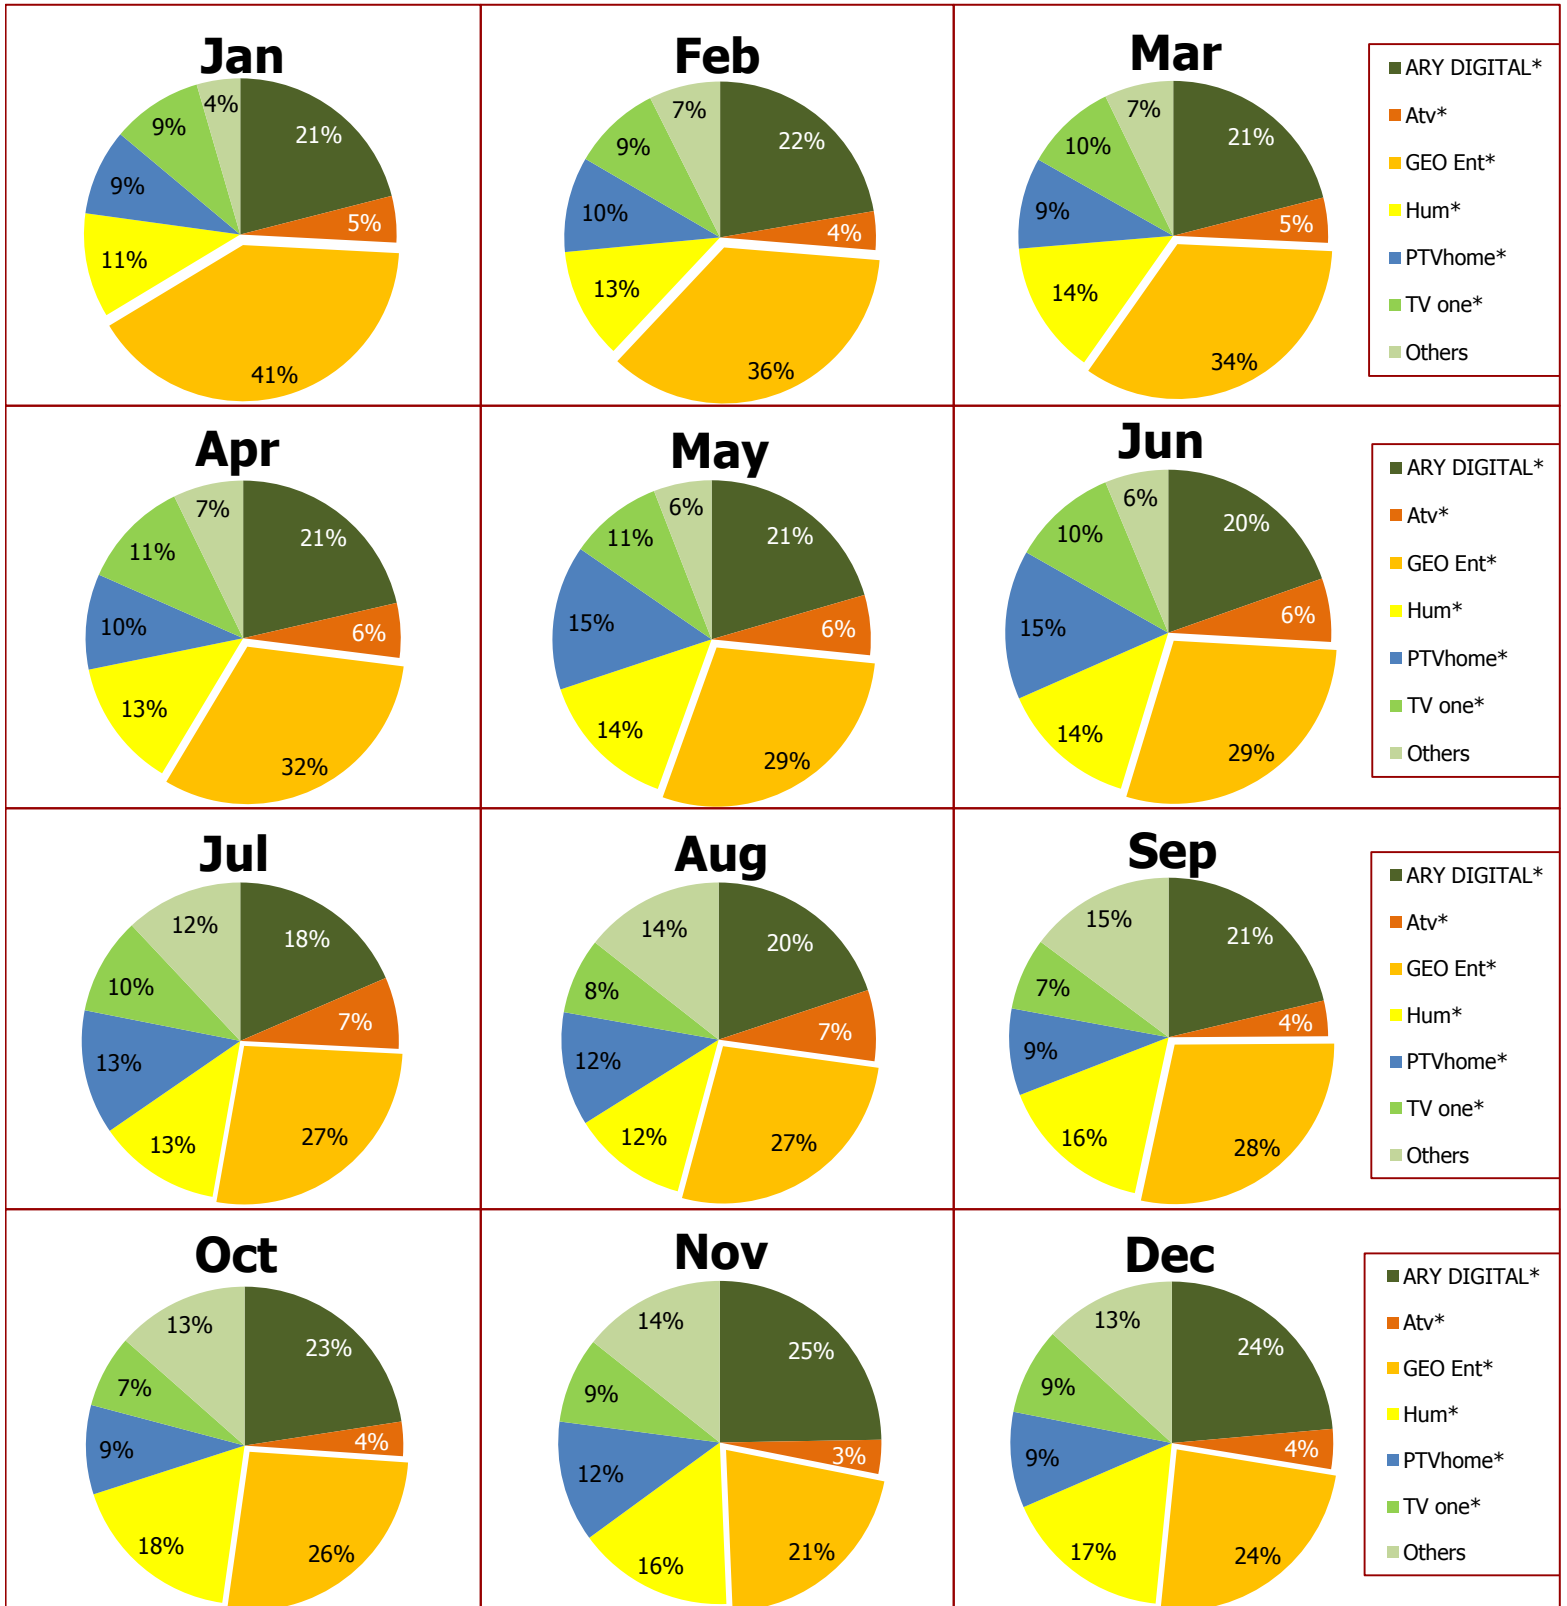 Jan
4%
21%
9%
9%
5%
11%
41%
Feb
7%
22%
9%
10%
4%
13%
36%
Mar
7%
21%
10%
9%
5%
14%
34%
ARY DIGITAL*
Atv*
GEO Ent*
Hum*
PTVhome*
TV one*
Others
Apr
7%
21%
11%
10%
6%
13%
32%
May
6%
21%
11%
15%
6%
14%
29%
Jun
6%
20%
10%
15%
6%
14%
29%
ARY DIGITAL*
Atv*
GEO Ent*
Hum*
PTVhome*
TV one*
Others
Jul
12%
18%
10%
7%
13%
13%
27%
Aug
14%
20%
8%
7%
12%
12%
27%
Sep
15%
21%
7%
4%
9%
16%
28%
ARY DIGITAL*
Atv*
GEO Ent*
Hum*
PTVhome*
TV one*
Others
Oct
13%
23%
7%
4%
9%
18%
26%
Nov
14%
25%
9%
3%
12%
16%
21%
Dec
13%
24%
9%
4%
9%
17%
24%
ARY DIGITAL*
Atv*
GEO Ent*
Hum*
PTVhome*
TV one*
Others